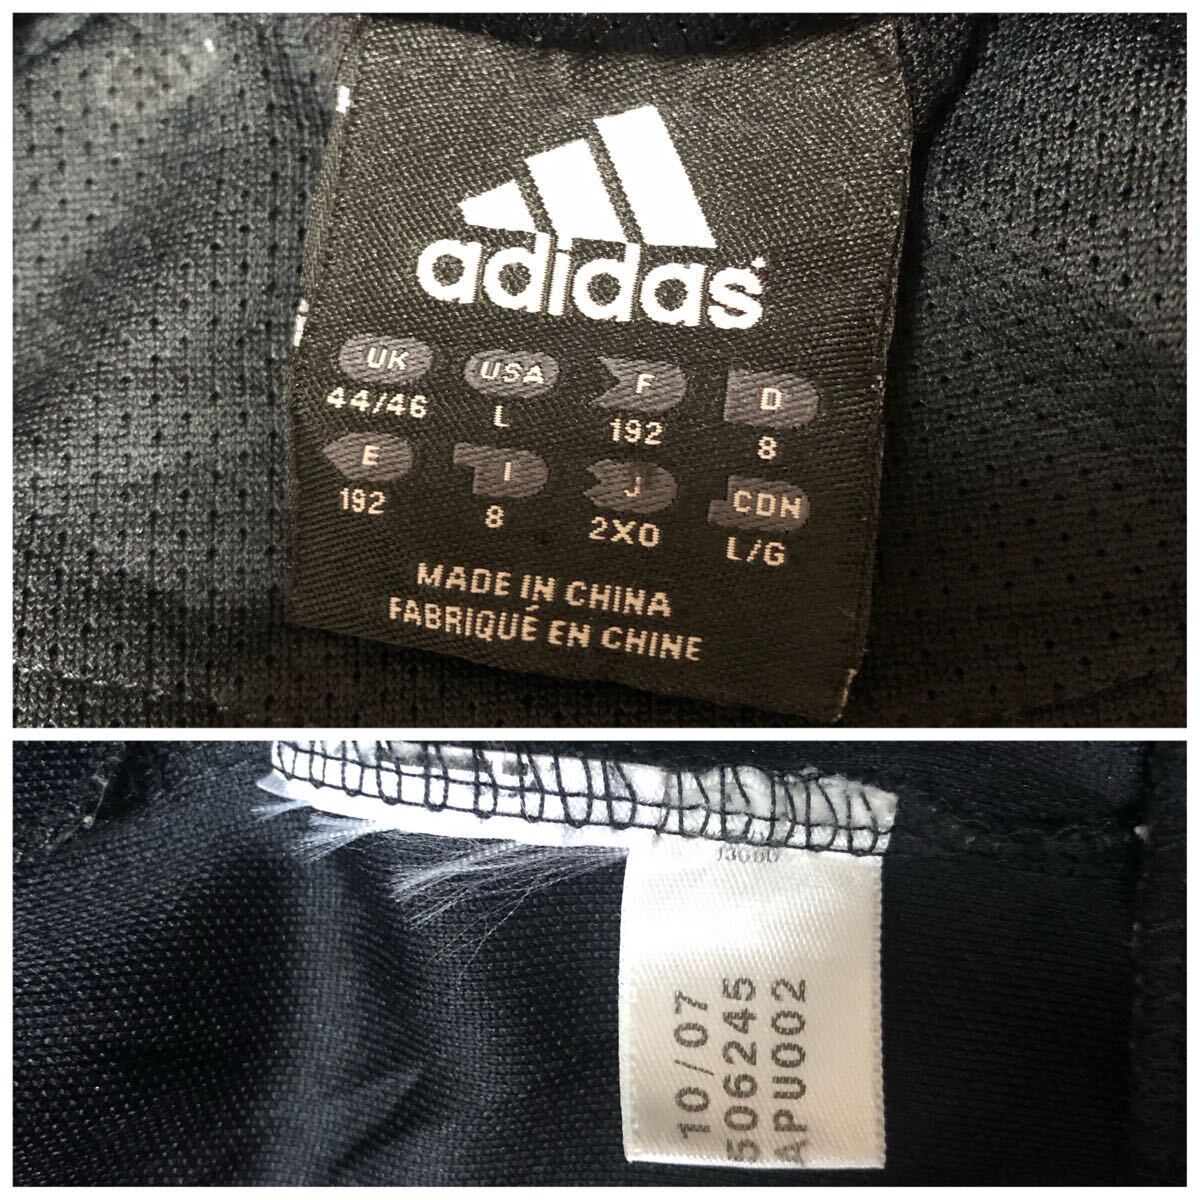 adidas
UK USA F D
44/46 L 192 8
E I J CDN
192 8 2XO L/G
MADE IN CHINA
FABRIQUÉ EN CHINE
10/07
506245
APU002